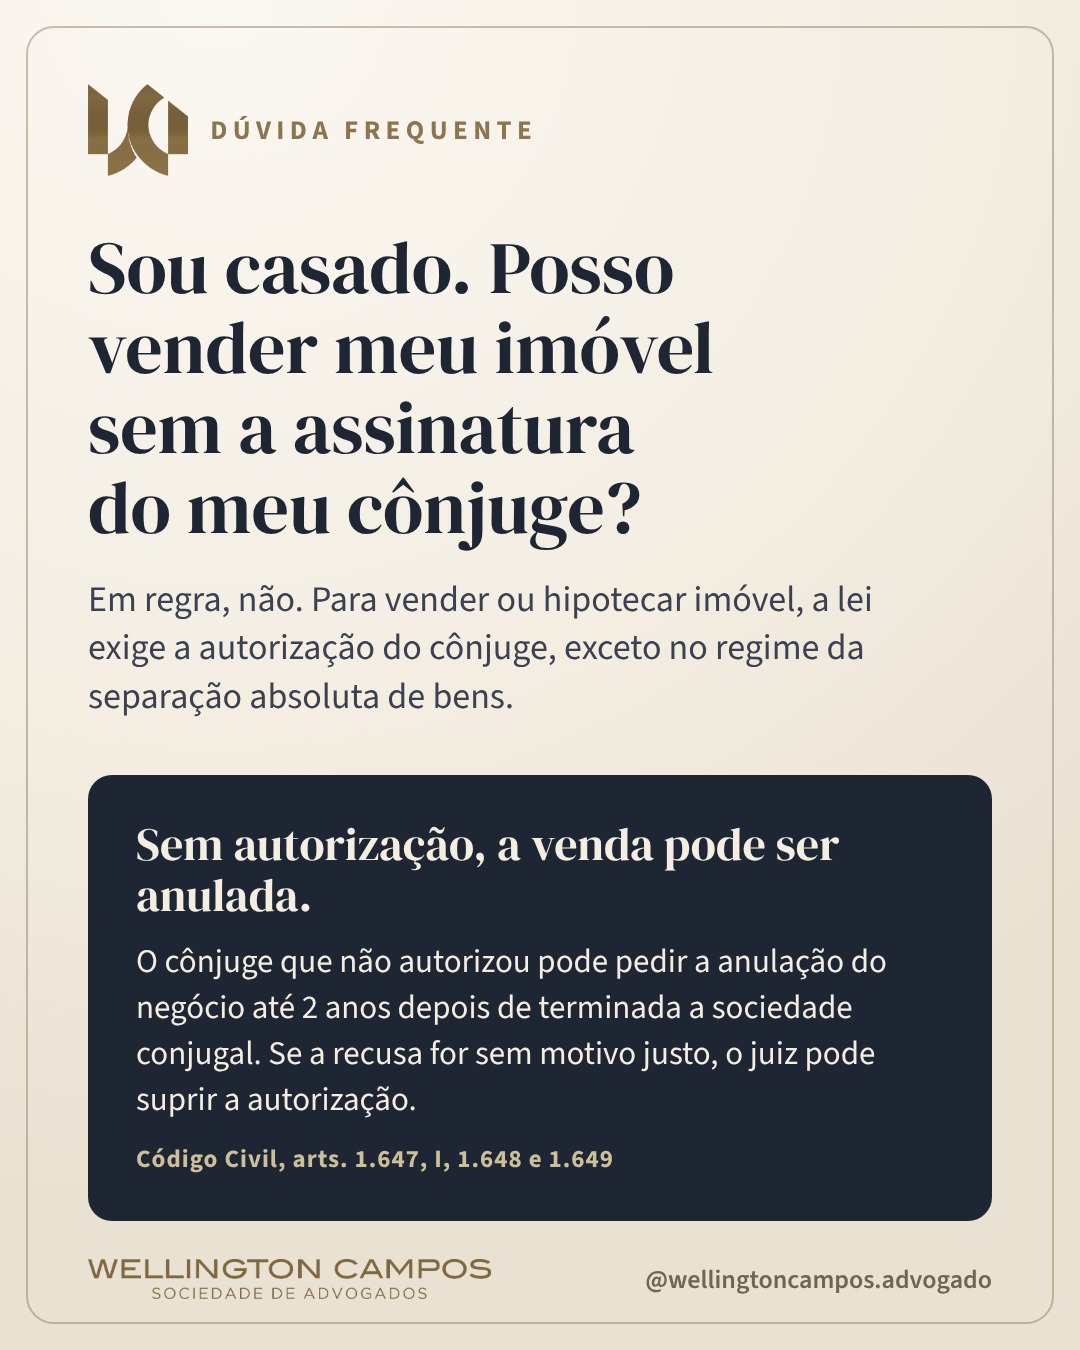 DÚVIDA FREQUENTE
Sou casado. Posso
vender meu imóvel
sem a assinatura
do meu cônjuge?
Em regra, não. Para vender ou hipotecar imóvel, a lei
exige a autorização do cônjuge, exceto no regime da
separação absoluta de bens.
Sem autorização, a venda pode ser
anulada.
O cônjuge que não autorizou pode pedir a anulação do
negócio até 2 anos depois de terminada a sociedade
conjugal. Se a recusa for sem motivo justo, o juiz pode
suprir a autorização.
Código Civil, arts. 1.647, I, 1.648 e 1.649
WELLINGTON CAMPOS
SOCIEDADE DE ADVOGADOS
@wellingtoncampos.advogado